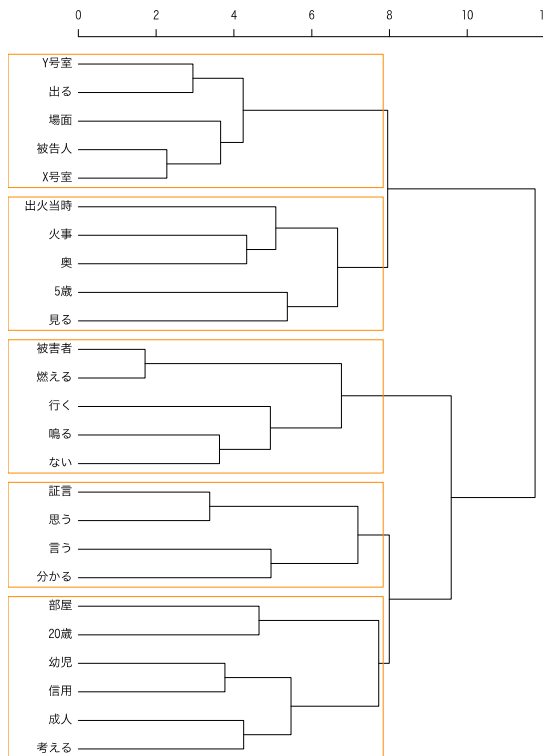 0 2 4 6 8 10 1
Y号室
出る
場面
被告人
X号室
出火当時
火事
奥
5歳
見る
被害者
燃える
行く
鳴る
ない
証言
思う
言う
分かる
部屋
20歳
幼児
信用
成人
考える